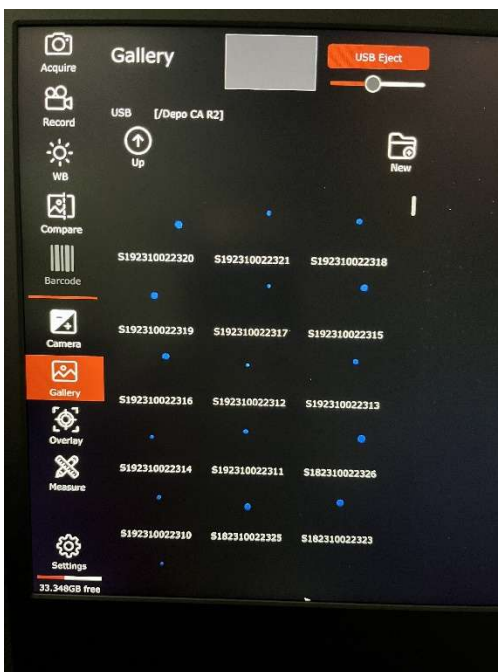 Gallery
USB Eject
Acquire
Record
WB
Compare
Barcode
Camera
Gallery
Overlay
Measure
Settings
33.348GB free
USB [/Depo CA R2]
Up
New
S192310022320 S192310022321 S192310022318
S192310022319 S192310022317 S192310022315
S192310022316 S192310022312 S192310022313
S192310022314 S192310022311 S182310022326
S192310022310 S182310022325 S182310022323